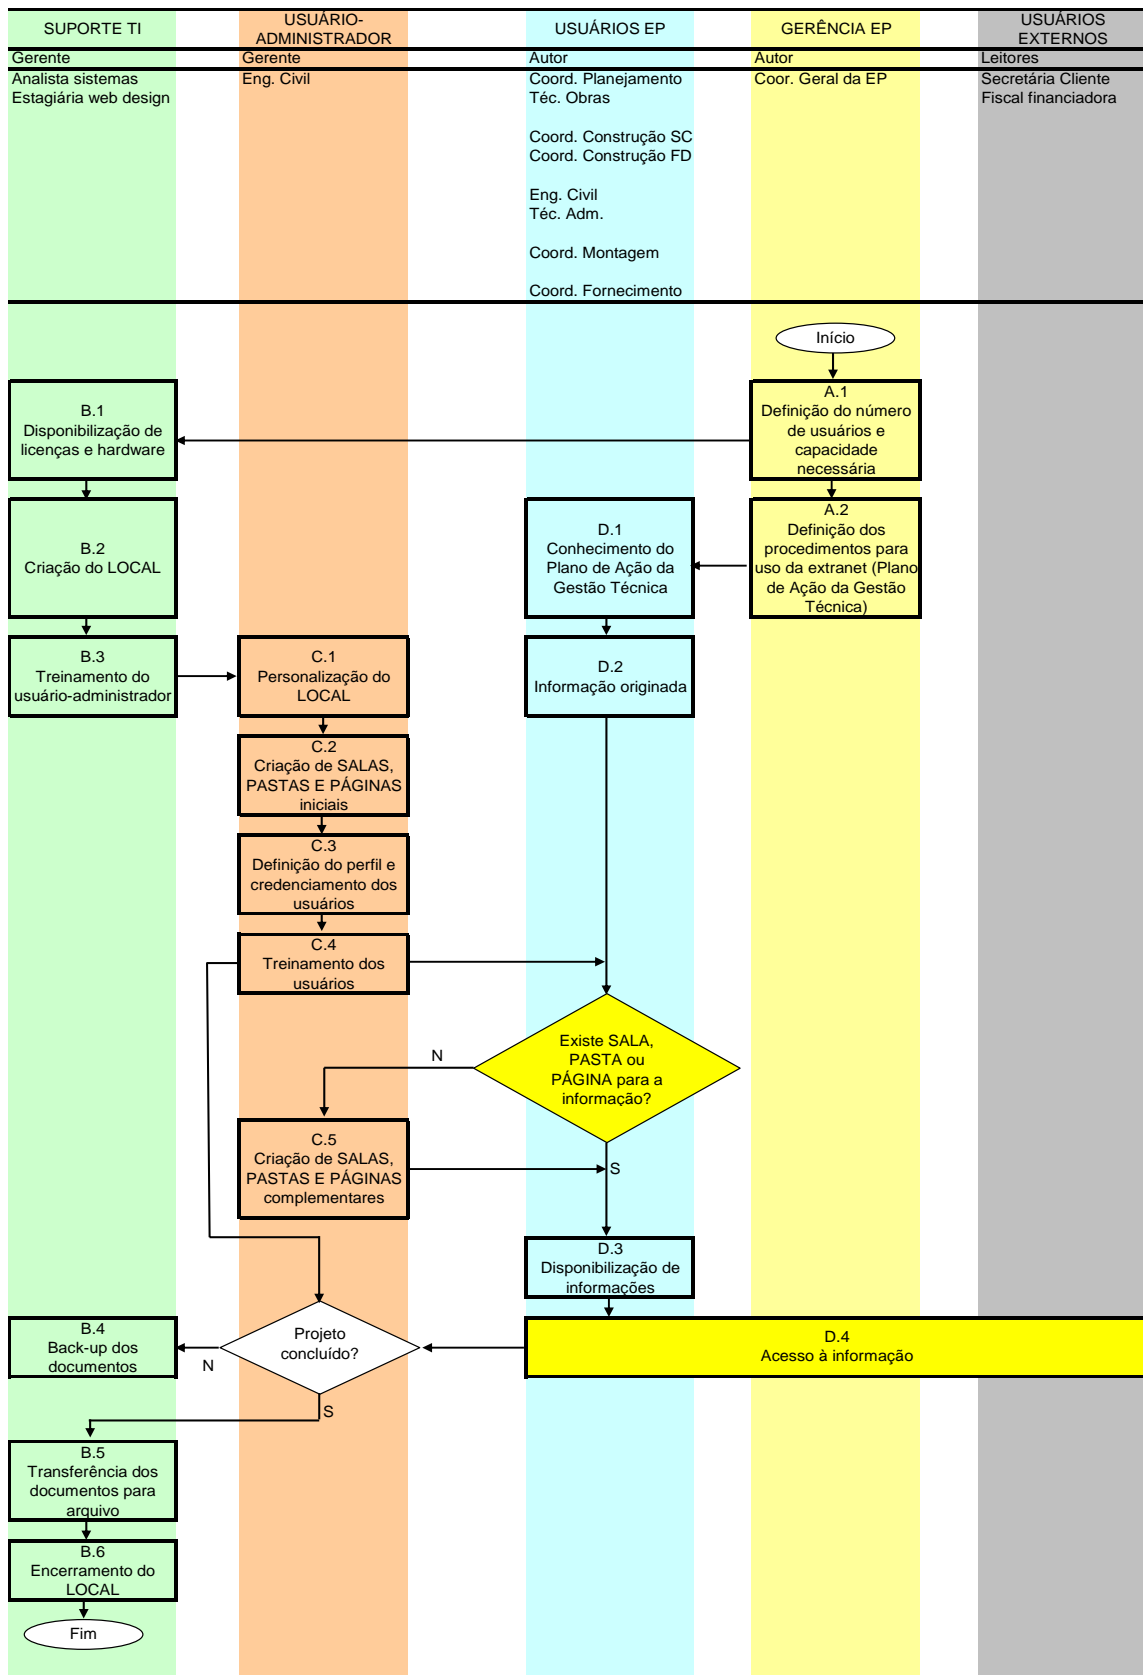 SUPORTE TI
USUÁRIO-
ADMINISTRADOR
USUÁRIOS EP
GERÊNCIA EP
USUÁRIOS
EXTERNOS
Gerente
Gerente
Autor
Autor
Leitores
Analista sistemas
Estagiária web design
Eng. Civil
Coord. Planejamento
Téc. Obras
Coord. Construção SC
Coord. Construção FD
Eng. Civil
Téc. Adm.
Coord. Montagem
Coord. Fornecimento
Coor. Geral da EP
Secretária Cliente
Fiscal financiadora
Início
A.1
Definição do número
de usuários e
capacidade
necessária
B.1
Disponibilização de
licenças e hardware
A.2
Definição dos
procedimentos para
uso da extranet (Plano
de Ação da Gestão
Técnica)
D.1
Conhecimento do
Plano de Ação da
Gestão Técnica
B.2
Criação do LOCAL
B.3
Treinamento do
usuário-administrador
C.1
Personalização do
LOCAL
D.2
Informação originada
C.2
Criação de SALAS,
PASTAS E PÁGINAS
iniciais
C.3
Definição do perfil e
credenciamento dos
usuários
C.4
Treinamento dos
usuários
Existe SALA,
PASTA ou
PÁGINA para a
informação?
N
C.5
Criação de SALAS,
PASTAS E PÁGINAS
complementares
S
D.3
Disponibilização de
informações
D.4
Acesso à informação
Projeto
concluído?
N
B.4
Back-up dos
documentos
S
B.5
Transferência dos
documentos para
arquivo
B.6
Encerramento do
LOCAL
Fim